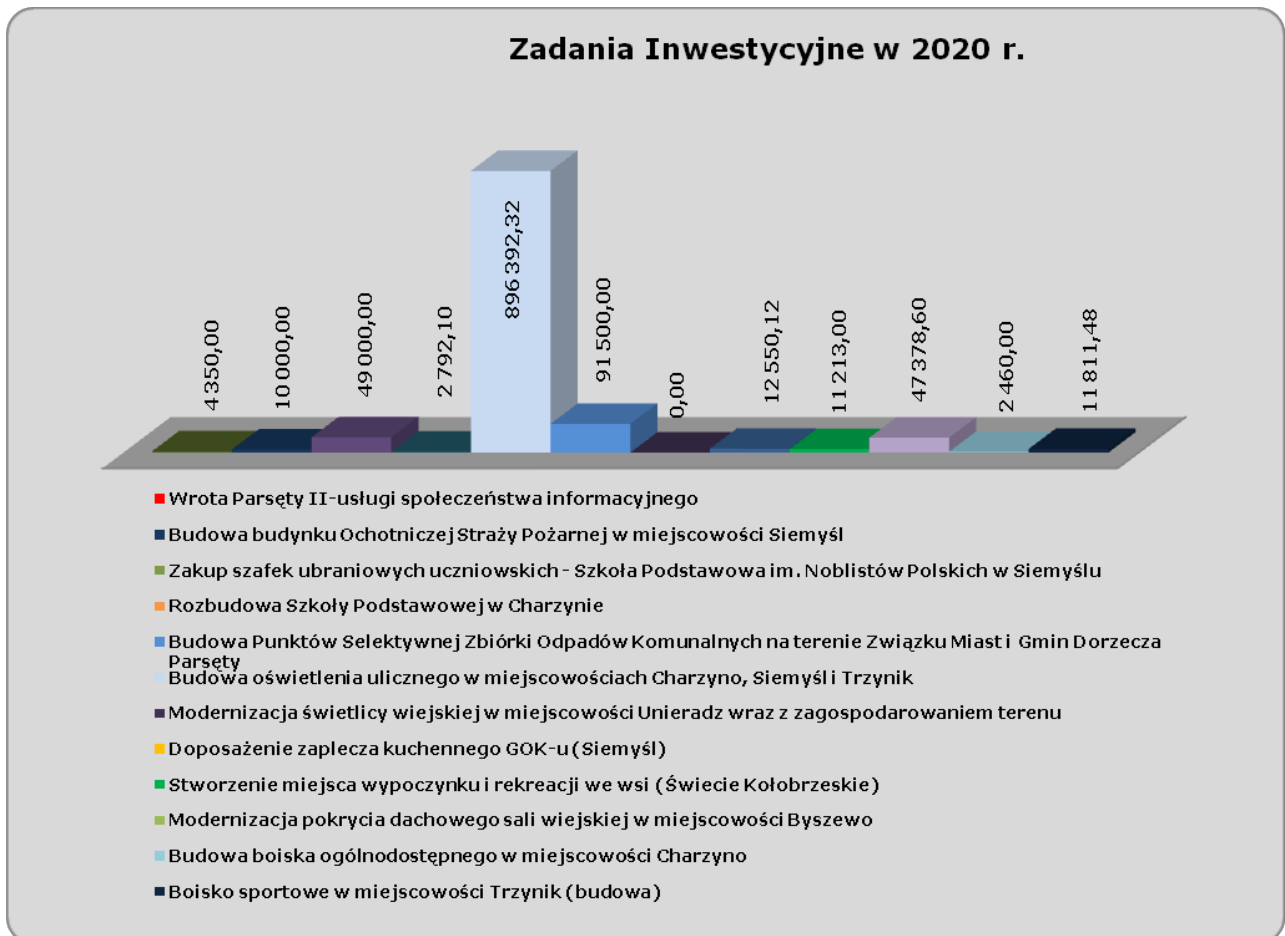 Zadania Inwestycyjne w 2020 r.
4 350,00
10 000,00
49 000,00
2 792,10
896 392,32
91 500,00
0,00
12 550,12
11 213,00
47 378,60
2 460,00
11 811,48
Wrota Parsęty II-usługi społeczeństwa informacyjnego
Budowa budynku Ochotniczej Straży Pożarnej w miejscowości Siemyśl
Zakup szafek ubraniowych uczniowskich - Szkoła Podstawowa im. Noblistów Polskich w Siemyślu
Rozbudowa Szkoły Podstawowej w Charzynie
Budowa Punktów Selektywnej Zbiórki Odpadów Komunalnych na terenie Związku Miast i Gmin Dorzecza
Parsęty
Budowa oświetlenia ulicznego w miejscowościach Charzyno, Siemyśl i Trzynik
Modernizacja świetlicy wiejskiej w miejscowości Unieradz wraz z zagospodarowaniem terenu
Doposażenie zaplecza kuchennego GOK-u (Siemyśl)
Stworzenie miejsca wypoczynku i rekreacji we wsi (Świecie Kołobrzeskie)
Modernizacja pokrycia dachowego sali wiejskiej w miejscowości Byszewo
Budowa boiska ogólnodostępnego w miejscowości Charzyno
Boisko sportowe w miejscowości Trzynik (budowa)